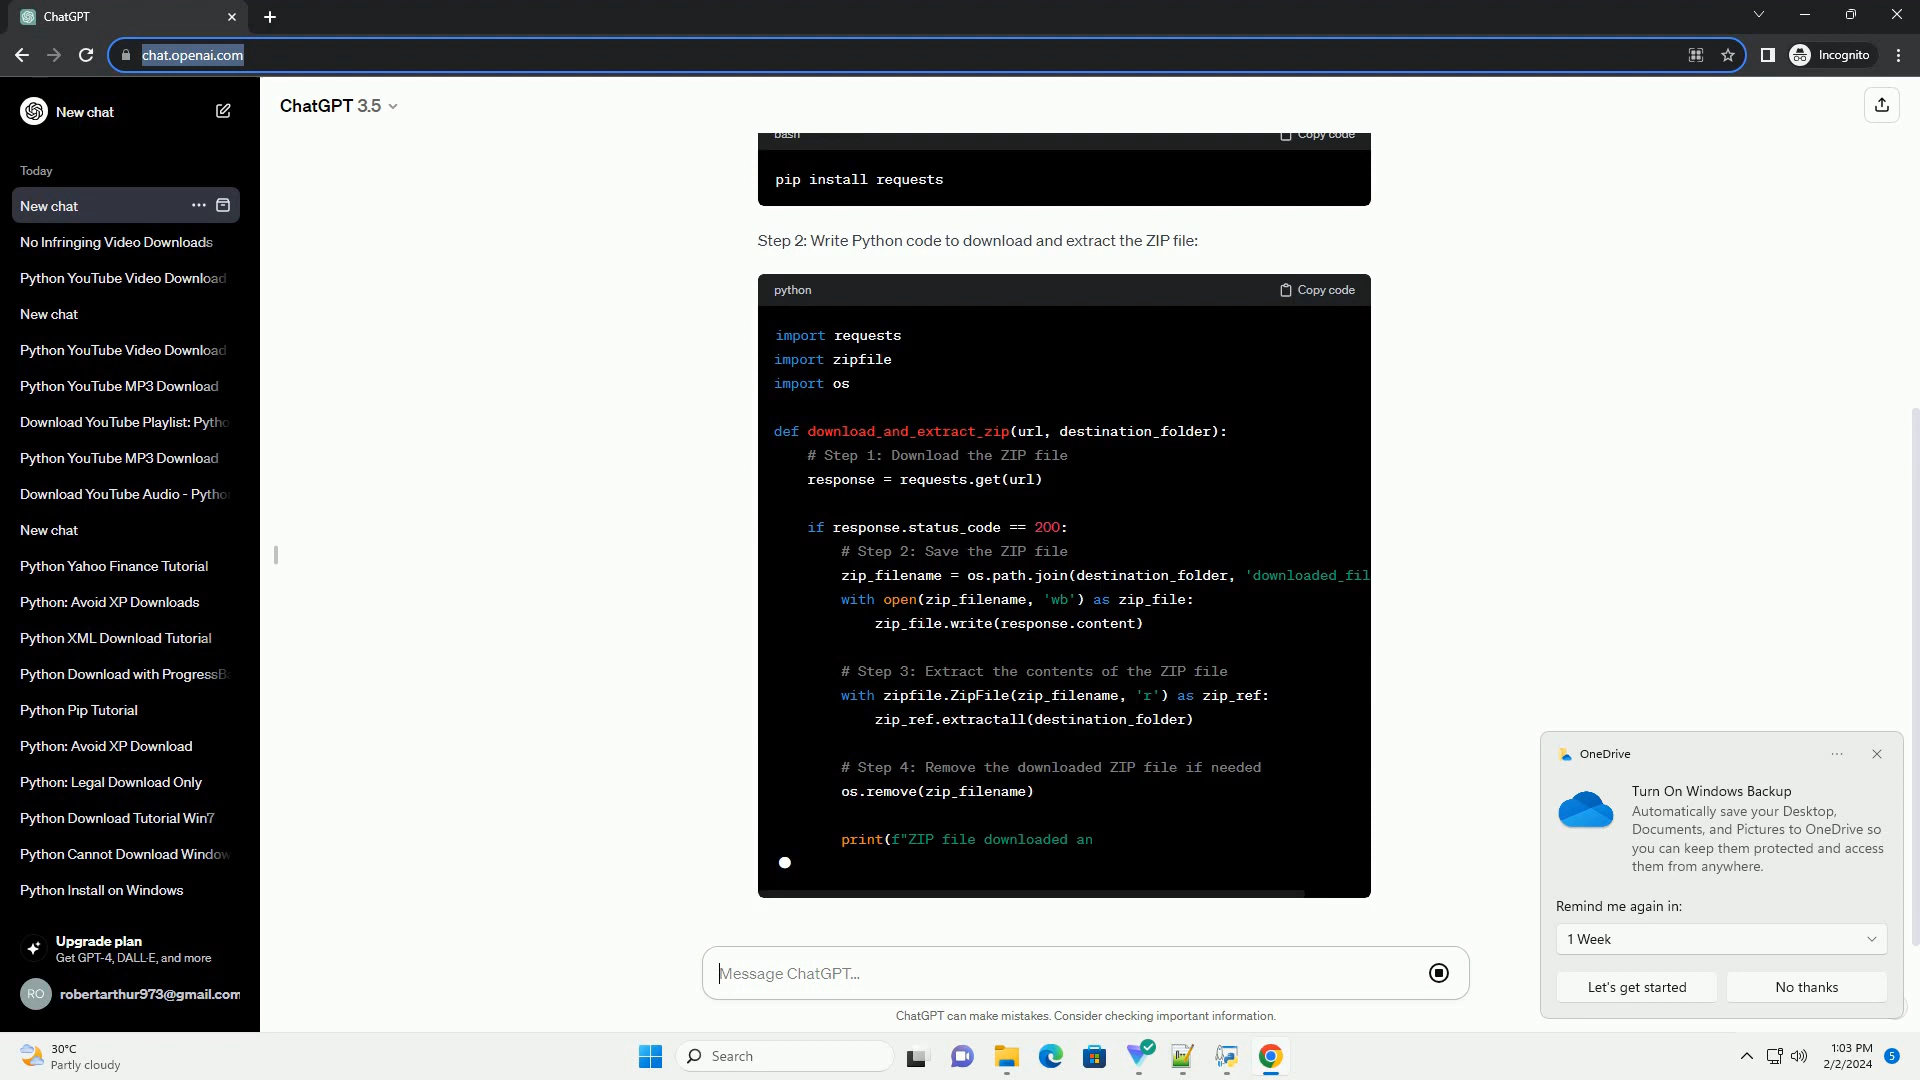 ChatGPT
chat.openai.com
Incognito
New chat
Today
New chat
No Infringing Video Downloads
Python YouTube Video Download
New chat
Python YouTube Video Download
Python YouTube MP3 Download
Download YouTube Playlist: Pytho
Python YouTube MP3 Download
Download YouTube Audio - Pytho
New chat
Python Yahoo Finance Tutorial
Python: Avoid XP Downloads
Python XML Download Tutorial
Python Download with ProgressB
Python Pip Tutorial
Python: Avoid XP Download
Python: Legal Download Only
Python Download Tutorial Win7
Python Cannot Download Window
Python Install on Windows
Upgrade plan
Get GPT-4, DALL·E, and more
RO robertarthur973@gmail.com
ChatGPT 3.5
bash Copy code
pip install requests
Step 2: Write Python code to download and extract the ZIP file:
python Copy code
import requests
import zipfile
import os
def download_and_extract_zip(url, destination_folder):
# Step 1: Download the ZIP file
response = requests.get(url)
if response.status_code == 200:
# Step 2: Save the ZIP file
zip_filename = os.path.join(destination_folder, 'downloaded_fil
with open(zip_filename, 'wb') as zip_file:
zip_file.write(response.content)
# Step 3: Extract the contents of the ZIP file
with zipfile.ZipFile(zip_filename, 'r') as zip_ref:
zip_ref.extractall(destination_folder)
# Step 4: Remove the downloaded ZIP file if needed
os.remove(zip_filename)
print(f"ZIP file downloaded an
Message ChatGPT...
ChatGPT can make mistakes. Consider checking important information.
OneDrive
Turn On Windows Backup
Automatically save your Desktop,
Documents, and Pictures to OneDrive so
you can keep them protected and access
them from anywhere.
Remind me again in:
1 Week
Let's get started No thanks
30°C
Partly cloudy
Search
1:03 PM
2/2/2024
5